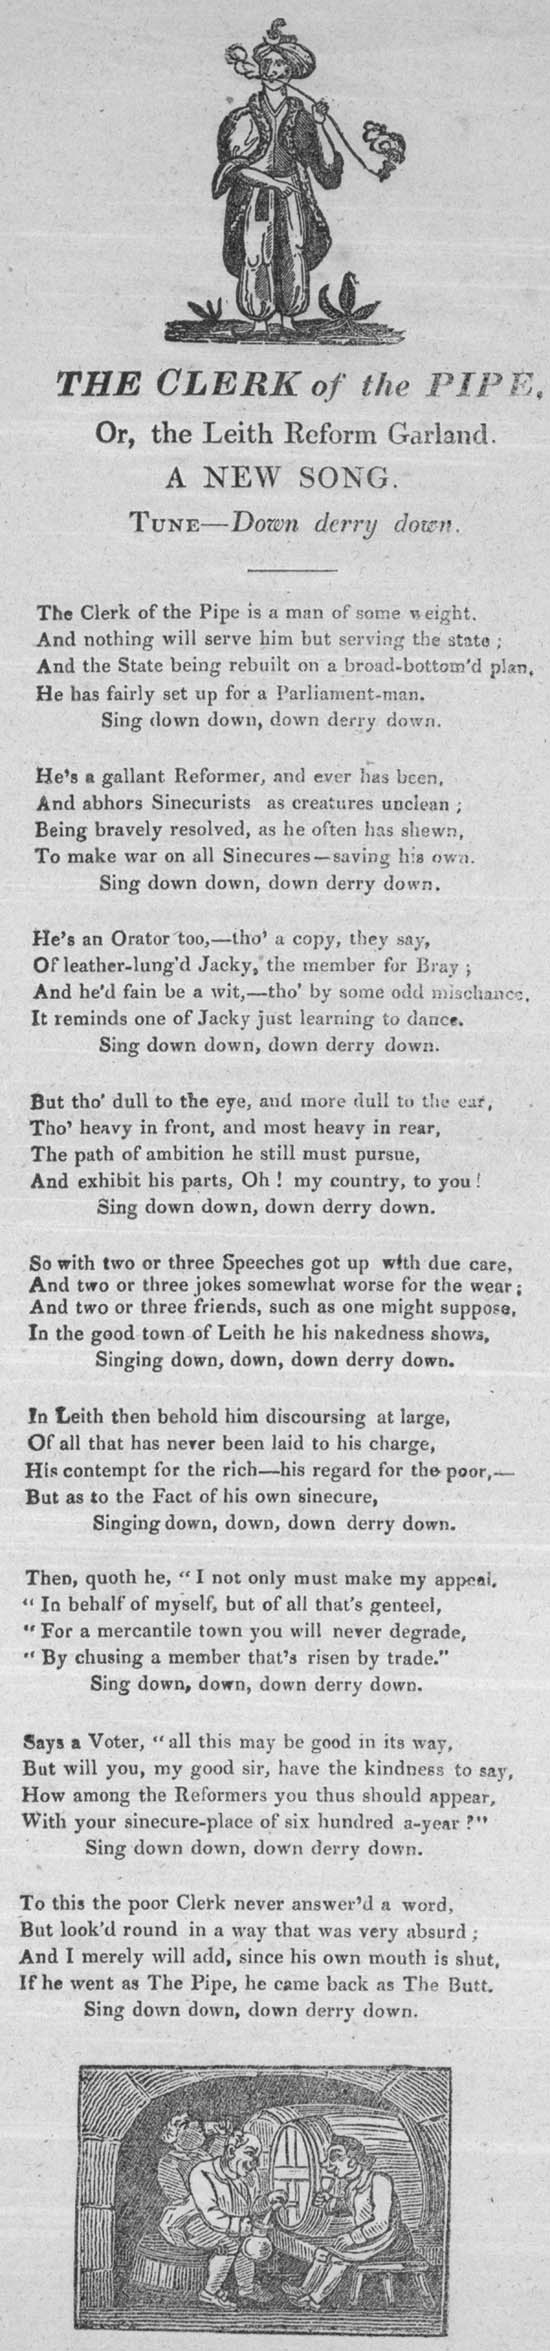 THE CLERK of the PIPE,
Or, the Leith Reform Garland.
A NEW SONG.
TUNE—Down derry down.
The Clerk of the Pipe is a man of some weight.
And nothing will serve him but serving the state ;
And the State being rebuilt on a broad-bottom'd plan,
He has fairly set up for a Parliament-man.
Sing down down, down derry down.
He's a gallant Reformer, and ever has been,
And abhors Sinecurists as creatures unclean ;
Being bravely resolved, as he often has shewn,
To make war on all Sinecures—saving his own.
Sing down down, down derry down.
He's an Orator too,—tho' a copy, they say,
Of leather-lung'd Jacky, the member for Bray ;
And he'd fain be a wit,—tho' by some odd mischance,
It reminds one of Jacky just learning to dance.
Sing down down, down derry down.
But tho' dull to the eye, and more dull to the ear,
Tho' heavy in front, and most heavy in rear,
The path of ambition he still must pursue,
And exhibit his parts, Oh ! my country, to you !
Sing down down, down derry down.
So with two or three Speeches got up with due care,
And two or three jokes somewhat worse for the wear ;
And two or three friends, such as one might suppose,
In the good town of Leith he his nakedness shows,
Singing down, down, down derry down.
In Leith then behold him discoursing at large,
Of all that has never been laid to his charge,
His contempt for the rich—his regard for the poor,—
But as to the Fact of his own sinecure,
Singing down, down, down derry down.
Then, quoth he, "I not only must make my appeal,
"In behalf of myself, but of all that's genteel,
"For a mercantile town you will never degrade,
"By chusing a member that's risen by trade."
Sing down, down, down derry down.
Says a Voter, "all this may be good in its way,
But will you, my good sir, have the kindness to say,
How among the Reformers you thus should appear,
With your sinecure-place of six hundred a-year ?"
Sing down down, down derry down.
To this the poor Clerk never answer'd a word,
But look'd round in a way that was very absurd ;
And I merely will add, since his own mouth is shut,
If he went as The Pipe, he came back as The Butt.
Sing down down, down derry down.